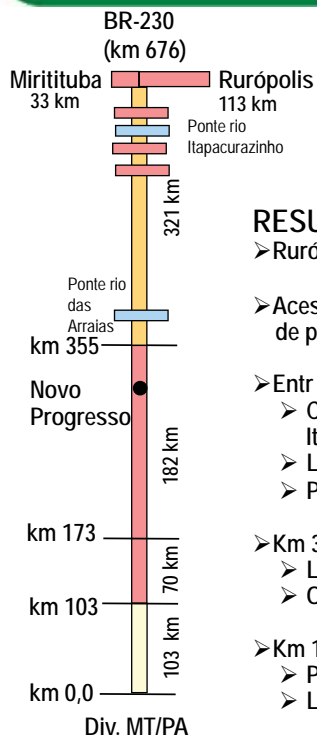 BR-230
(km 676)
Miritituba
33 km
Rurópolis
113 km
Ponte rio
Itapacurazinho
321 km
Ponte rio
das
Arraias
km 355
Novo
Progresso
182 km
km 173
70 km
km 103
103 km
km 0,0
Div. MT/PA
RESU
➢Ruró
➢Aces
de p
➢Entr
➢ C
It
➢ L
➢ P
➢Km 3
➢ L
➢ C
➢Km 1
➢ P
➢ L